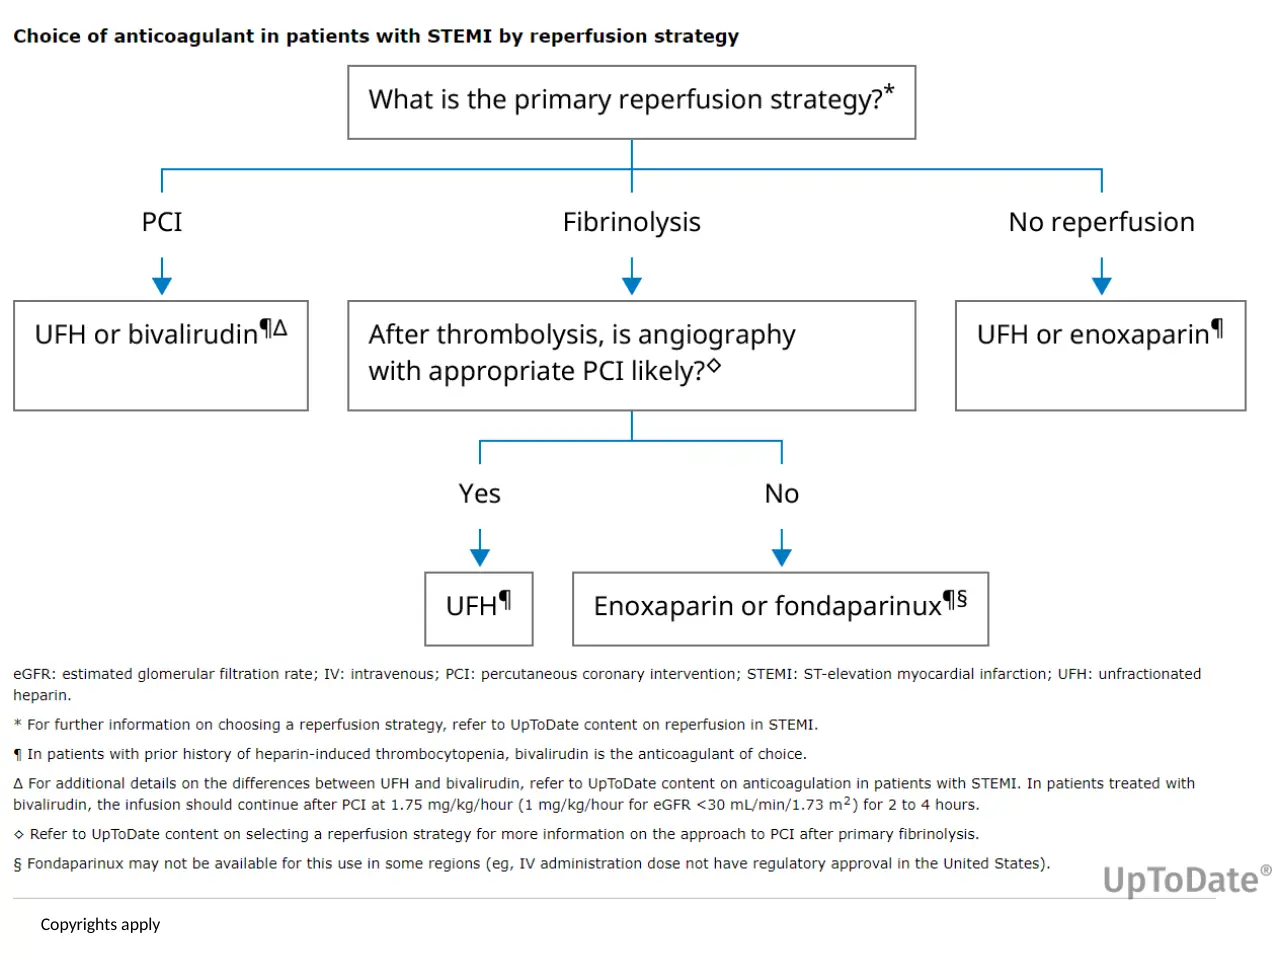 Choice of anticoagulant in patients with STEMI by reperfusion strategy
What is the primary reperfusion strategy?*
PCI
Fibrinolysis
No reperfusion
UFH or bivalirudin¶Δ
After thrombolysis, is angiography
with appropriate PCI likely?◇
UFH or enoxaparin¶
Yes
No
UFH¶
Enoxaparin or fondaparinux¶§
eGFR: estimated glomerular filtration rate; IV: intravenous; PCI: percutaneous coronary intervention; STEMI: ST-elevation myocardial infarction; UFH: unfractionated
heparin.
* For further information on choosing a reperfusion strategy, refer to UpToDate content on reperfusion in STEMI.
¶ In patients with prior history of heparin-induced thrombocytopenia, bivalirudin is the anticoagulant of choice.
Δ For additional details on the differences between UFH and bivalirudin, refer to UpToDate content on anticoagulation in patients with STEMI. In patients treated with
bivalirudin, the infusion should continue after PCI at 1.75 mg/kg/hour (1 mg/kg/hour for eGFR <30 mL/min/1.73 m²) for 2 to 4 hours.
◇ Refer to UpToDate content on selecting a reperfusion strategy for more information on the approach to PCI after primary fibrinolysis.
§ Fondaparinux may not be available for this use in some regions (eg, IV administration dose not have regulatory approval in the United States).
UpToDate®
Copyrights apply